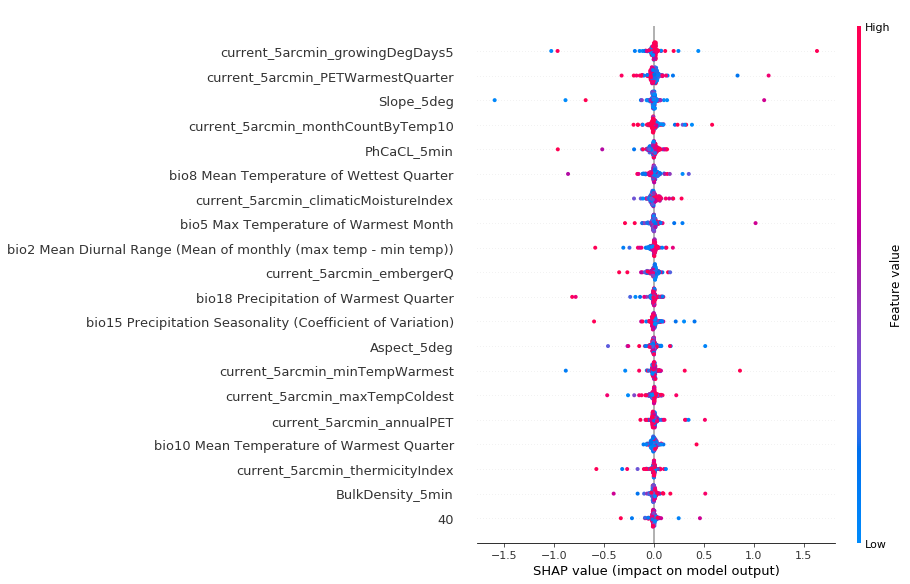 High
current_5arcmin_growingDegDays5
current_5arcmin_PETWarmestQuarter
Slope_5deg
current_5arcmin_monthCountByTemp10
PhCaCL_5min
bio8 Mean Temperature of Wettest Quarter
current_5arcmin_climaticMoistureIndex
bio5 Max Temperature of Warmest Month
bio2 Mean Diurnal Range (Mean of monthly (max temp - min temp))
current_5arcmin_embergerQ
bio18 Precipitation of Warmest Quarter
bio15 Precipitation Seasonality (Coefficient of Variation)
Aspect_5deg
current_5arcmin_minTempWarmest
current_5arcmin_maxTempColdest
current_5arcmin_annualPET
bio10 Mean Temperature of Warmest Quarter
current_5arcmin_thermicityIndex
BulkDensity_5min
40
Feature value
Low
−1.5 −1.0 −0.5 0.0 0.5 1.0 1.5
SHAP value (impact on model output)